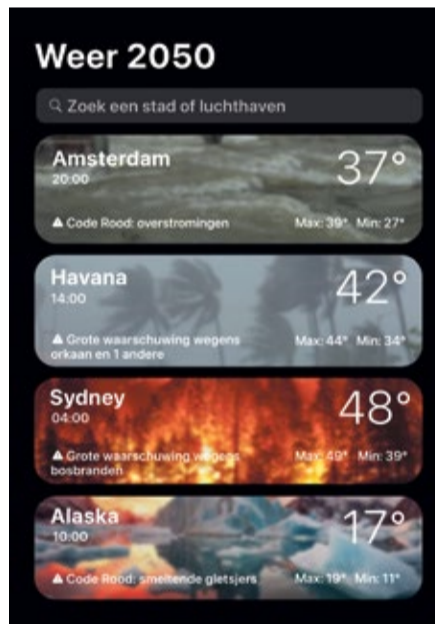 Weer 2050
Zoek een stad of luchthaven
Amsterdam
37°
20:00
Code Rood: overstromingen
Max: 39° Min: 27°
Havana
42°
14:00
Grote waarschuwing wegens
orkaan en 1 andere
Max: 44° Min: 34°
Sydney
48°
04:00
Grote waarschuwing wegens
bosbranden
Max: 49° Min: 39°
Alaska
17°
10:00
Code Rood: smeltende gletsjers
Max: 19° Min: 11°